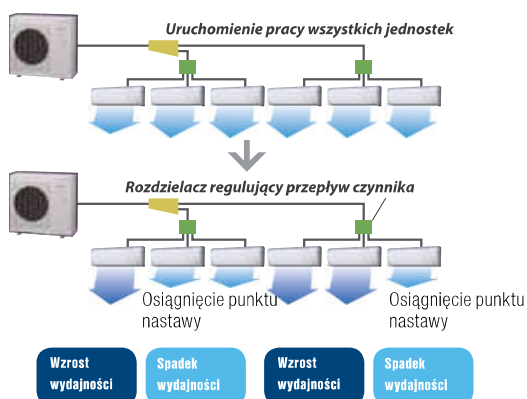 Uruchomienie pracy wszystkich jednostek
Rozdzielacz regulujący przepływ czynnika
Osiągnięcie punktu
nastawy
Osiągnięcie punktu
nastawy
Wzrost
wydajności
Spadek
wydajności
Wzrost
wydajności
Spadek
wydajności